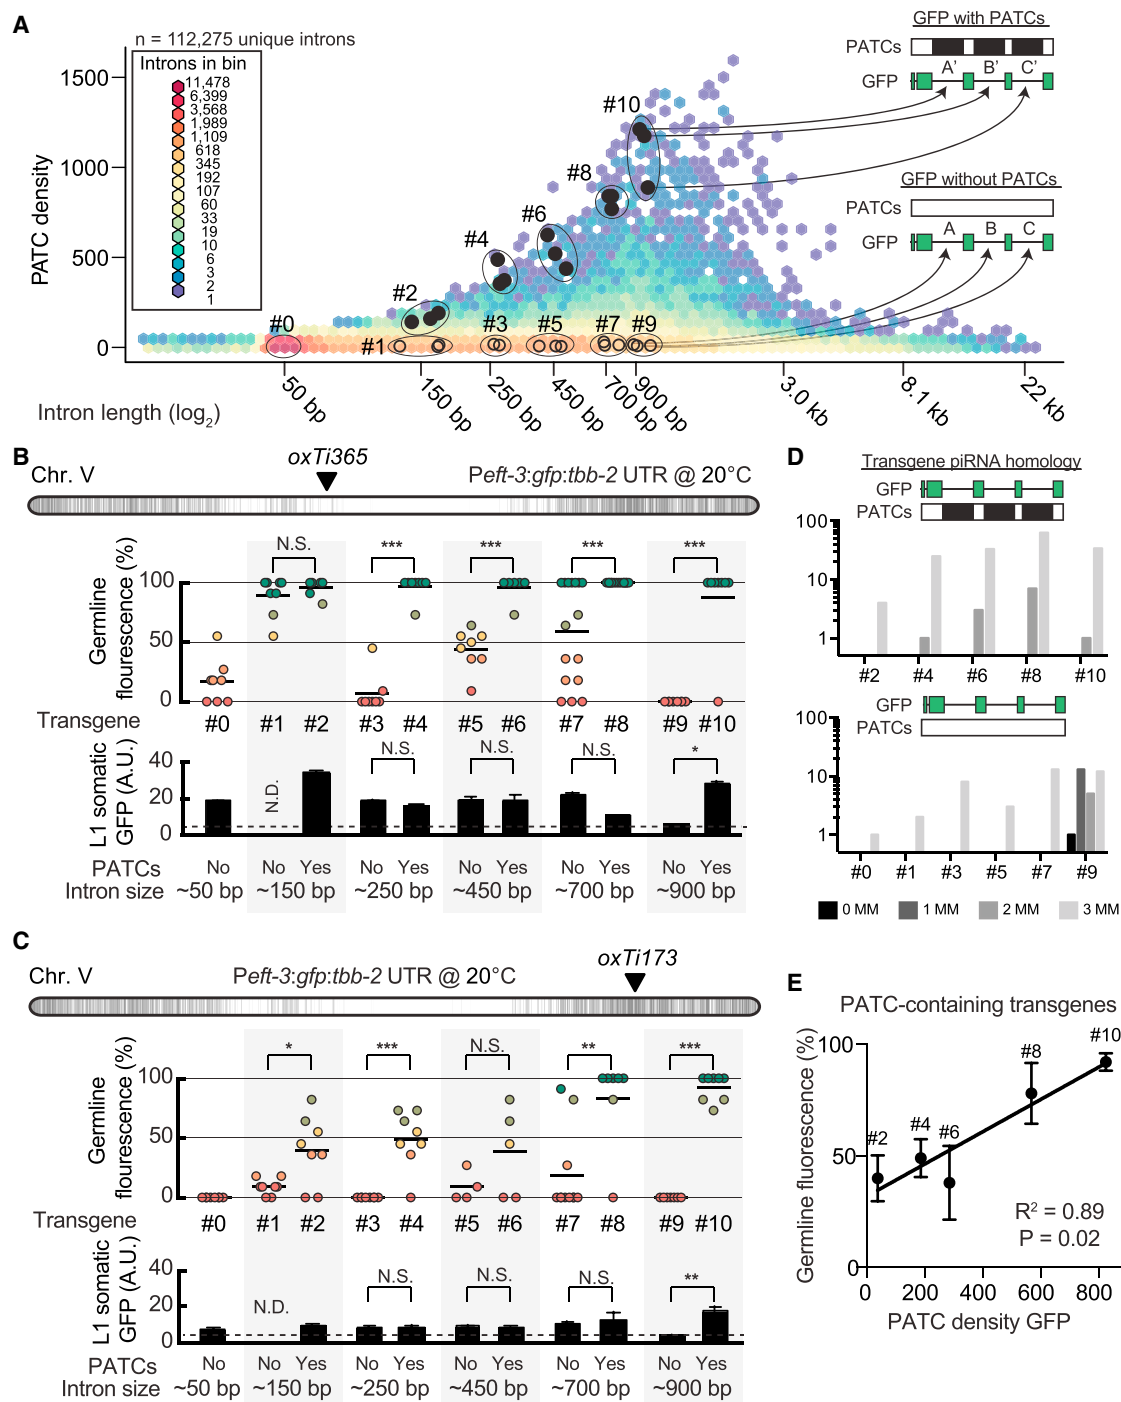 A
n = 112,275 unique introns
Introns in bin
11,478
6,399
3,568
1,989
1,109
618
345
192
107
60
33
19
10
6
3
2
1
PATC density
1500
1000
500
0
#0
#1
#2
#3
#4
#5
#6
#7
#8
#9
#10
GFP with PATCs
PATCs
GFP
A' B' C'
GFP without PATCs
PATCs
GFP
A B C
Intron length (log2)
50 bp
150 bp
250 bp
450 bp
700 bp
900 bp
3.0 kb
8.1 kb
22 kb
B
Chr. V
oxTi365
Peft-3:gfp:tbb-2 UTR @ 20°C
Germline flourescence (%)
100
50
0
N.S. *** *** *** ***
Transgene #0 #1 #2 #3 #4 #5 #6 #7 #8 #9 #10
L1 somatic GFP (A.U.)
40
20
0
N.D. N.S. N.S. N.S. *
PATCs No No Yes No Yes No Yes No Yes No Yes
Intron size ~50 bp ~150 bp ~250 bp ~450 bp ~700 bp ~900 bp
C
Chr. V
Peft-3:gfp:tbb-2 UTR @ 20°C
oxTi173
Germline flourescence (%)
100
50
0
* *** N.S. ** ***
Transgene #0 #1 #2 #3 #4 #5 #6 #7 #8 #9 #10
L1 somatic GFP (A.U.)
40
20
0
N.D. N.S. N.S. N.S. **
PATCs No No Yes No Yes No Yes No Yes No Yes
Intron size ~50 bp ~150 bp ~250 bp ~450 bp ~700 bp ~900 bp
D
Transgene piRNA homology
GFP
PATCs
100
10
1
#2 #4 #6 #8 #10
GFP
PATCs
100
10
1
#0 #1 #3 #5 #7 #9
0 MM 1 MM 2 MM 3 MM
E
PATC-containing transgenes
Germline fluorescence (%)
100
50
0
#2
#4
#6
#8
#10
R2 = 0.89
P = 0.02
0 200 400 600 800
PATC density GFP